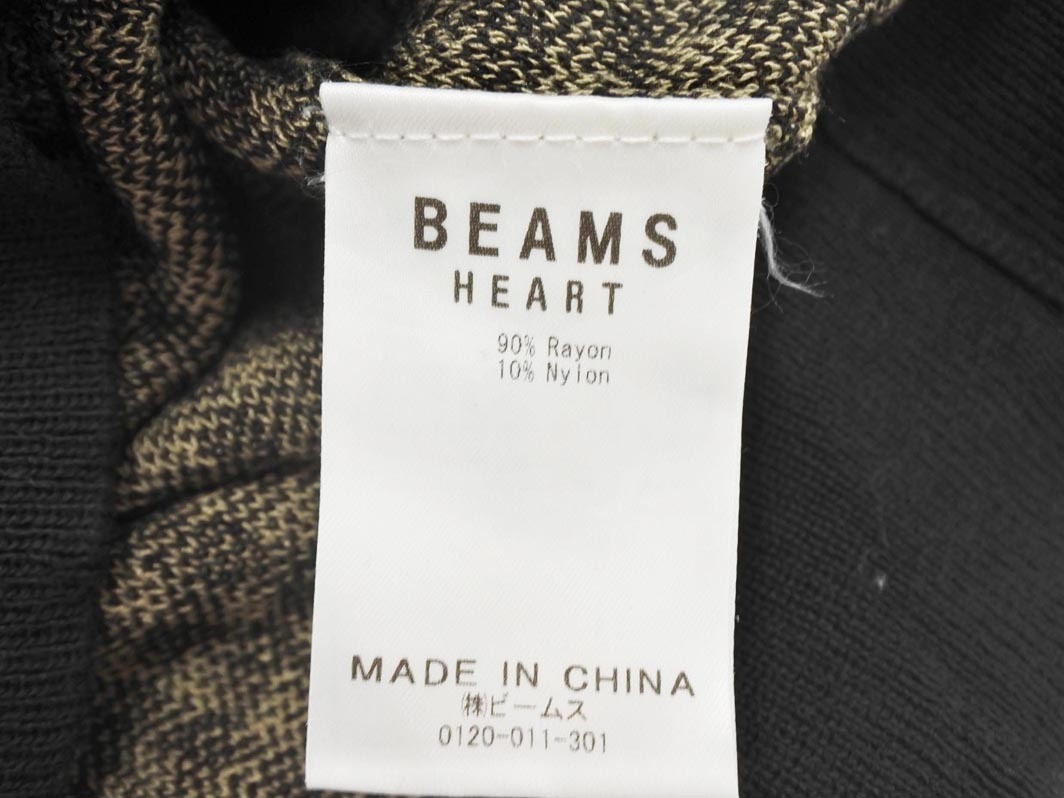 BEAMS
HEART
90% Rayon
10% Nylon
MADE IN CHINA
㈱ビームス
0120-011-301